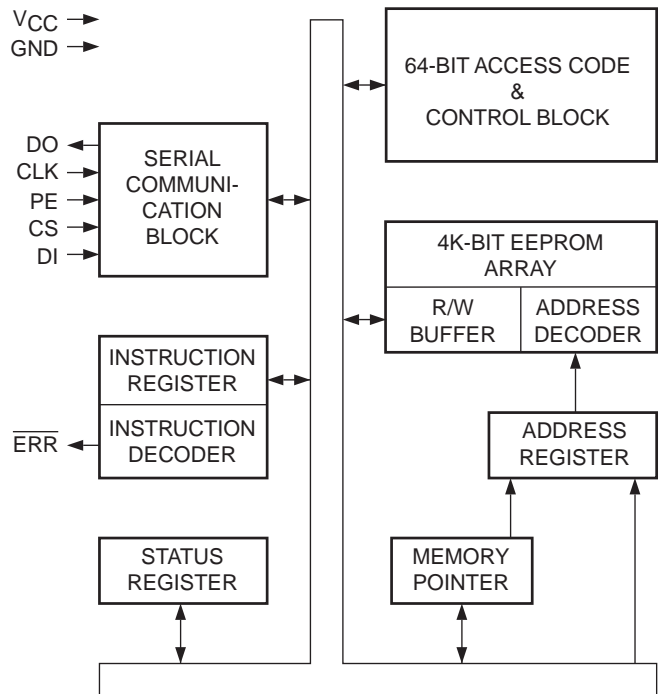 VCC
GND
64-BIT ACCESS CODE
&
CONTROL BLOCK
DO
CLK
PE
CS
DI
SERIAL
COMMUNI-
CATION
BLOCK
4K-BIT EEPROM
ARRAY
R/W
BUFFER
ADDRESS
DECODER
INSTRUCTION
REGISTER
INSTRUCTION
DECODER
ERR
ADDRESS
REGISTER
STATUS
REGISTER
MEMORY
POINTER